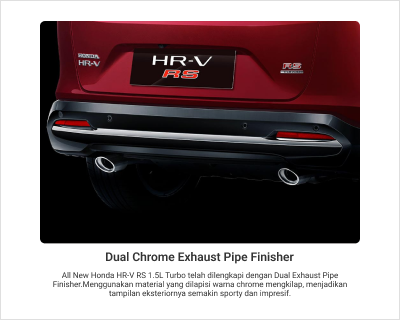 HONDA
HR-V
HR-V
RS
RS
Dual Chrome Exhaust Pipe Finisher
All New Honda HR-V RS 1.5L Turbo telah dilengkapi dengan Dual Exhaust Pipe
Finisher.Menggunakan material yang dilapisi warna chrome mengkilap, menjadikan
tampilan eksteriornya semakin sporty dan impresif.